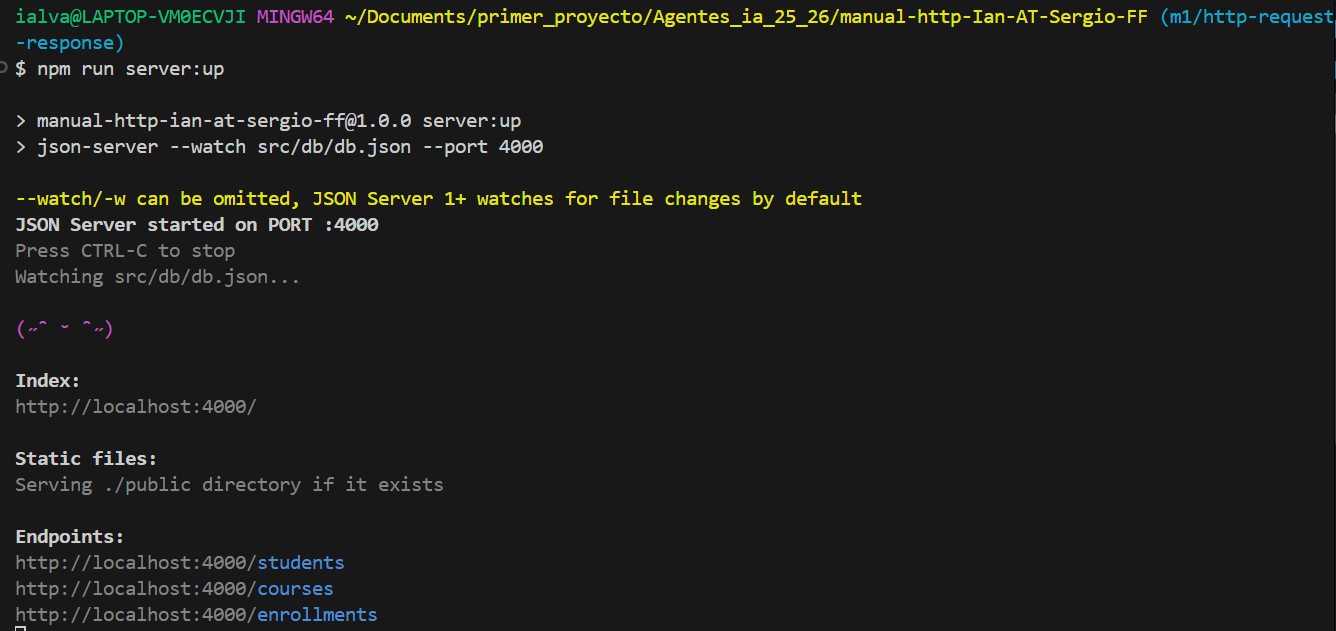 ialva@LAPTOP-VM0ECVJI MINGW64 ~/Documents/primer_proyecto/Agentes_ia_25_26/manual-http-Ian-AT-Sergio-FF (m1/http-request
-response)
$ npm run server:up
> manual-http-ian-at-sergio-ff@1.0.0 server:up
> json-server --watch src/db/db.json --port 4000
--watch/-w can be omitted, JSON Server 1+ watches for file changes by default
JSON Server started on PORT :4000
Press CTRL-C to stop
Watching src/db/db.json...
(˶ᵔ ᵕ ᵔ˶)
Index:
http://localhost:4000/
Static files:
Serving ./public directory if it exists
Endpoints:
http://localhost:4000/students
http://localhost:4000/courses
http://localhost:4000/enrollments